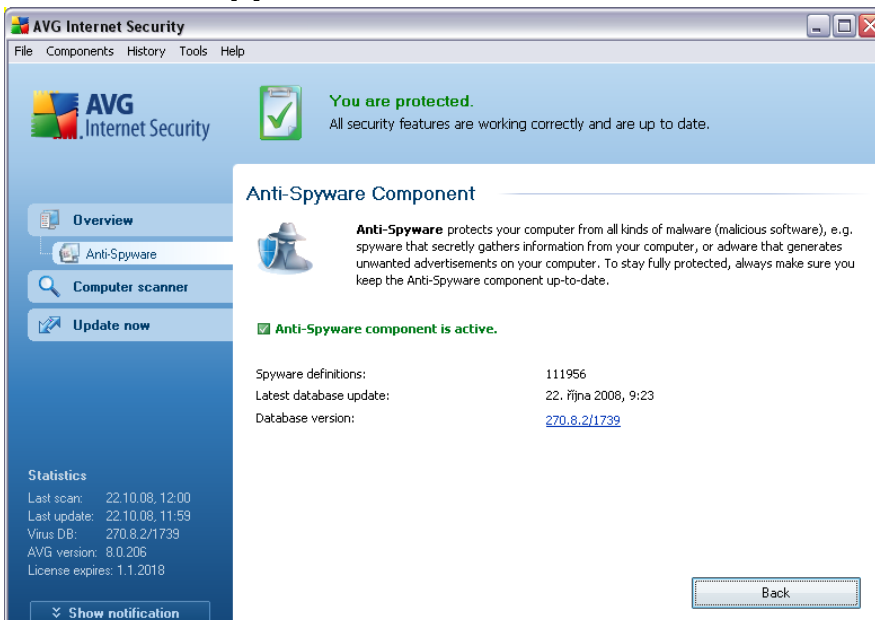 AVG Internet Security
File Components History Tools Help
AVG
Internet Security
You are protected.
All security features are working correctly and are up to date.
Overview
Anti-Spyware
Computer scanner
Update now
Anti-Spyware Component
Anti-Spyware protects your computer from all kinds of malware (malicious software), e.g.
spyware that secretly gathers information from your computer, or adware that generates
unwanted advertisements on your computer. To stay fully protected, always make sure you
keep the Anti-Spyware component up-to-date.
Anti-Spyware component is active.
Spyware definitions: 111956
Latest database update: 22. října 2008, 9:23
Database version: 270.8.2/1739
Statistics
Last scan: 22.10.08, 12:00
Last update: 22.10.08, 11:59
Virus DB: 270.8.2/1739
AVG version: 8.0.206
License expires: 1.1.2018
Show notification
Back